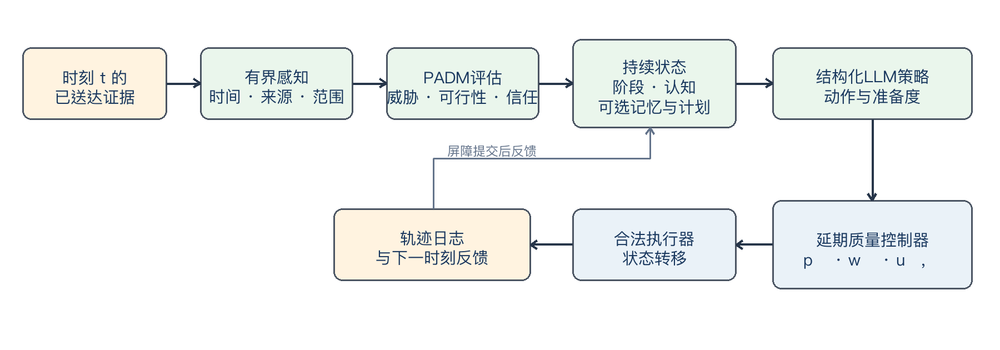 时刻 t 的
已送达证据
有界感知
时间 · 来源 · 范围
PADM评估
威胁 · 可行性 · 信任
持续状态
阶段 · 认知
可选记忆与计划
结构化LLM策略
动作与准备度
屏障提交后反馈
轨迹日志
与下一时刻反馈
合法执行器
状态转移
延期质量控制器
p · w · u ,